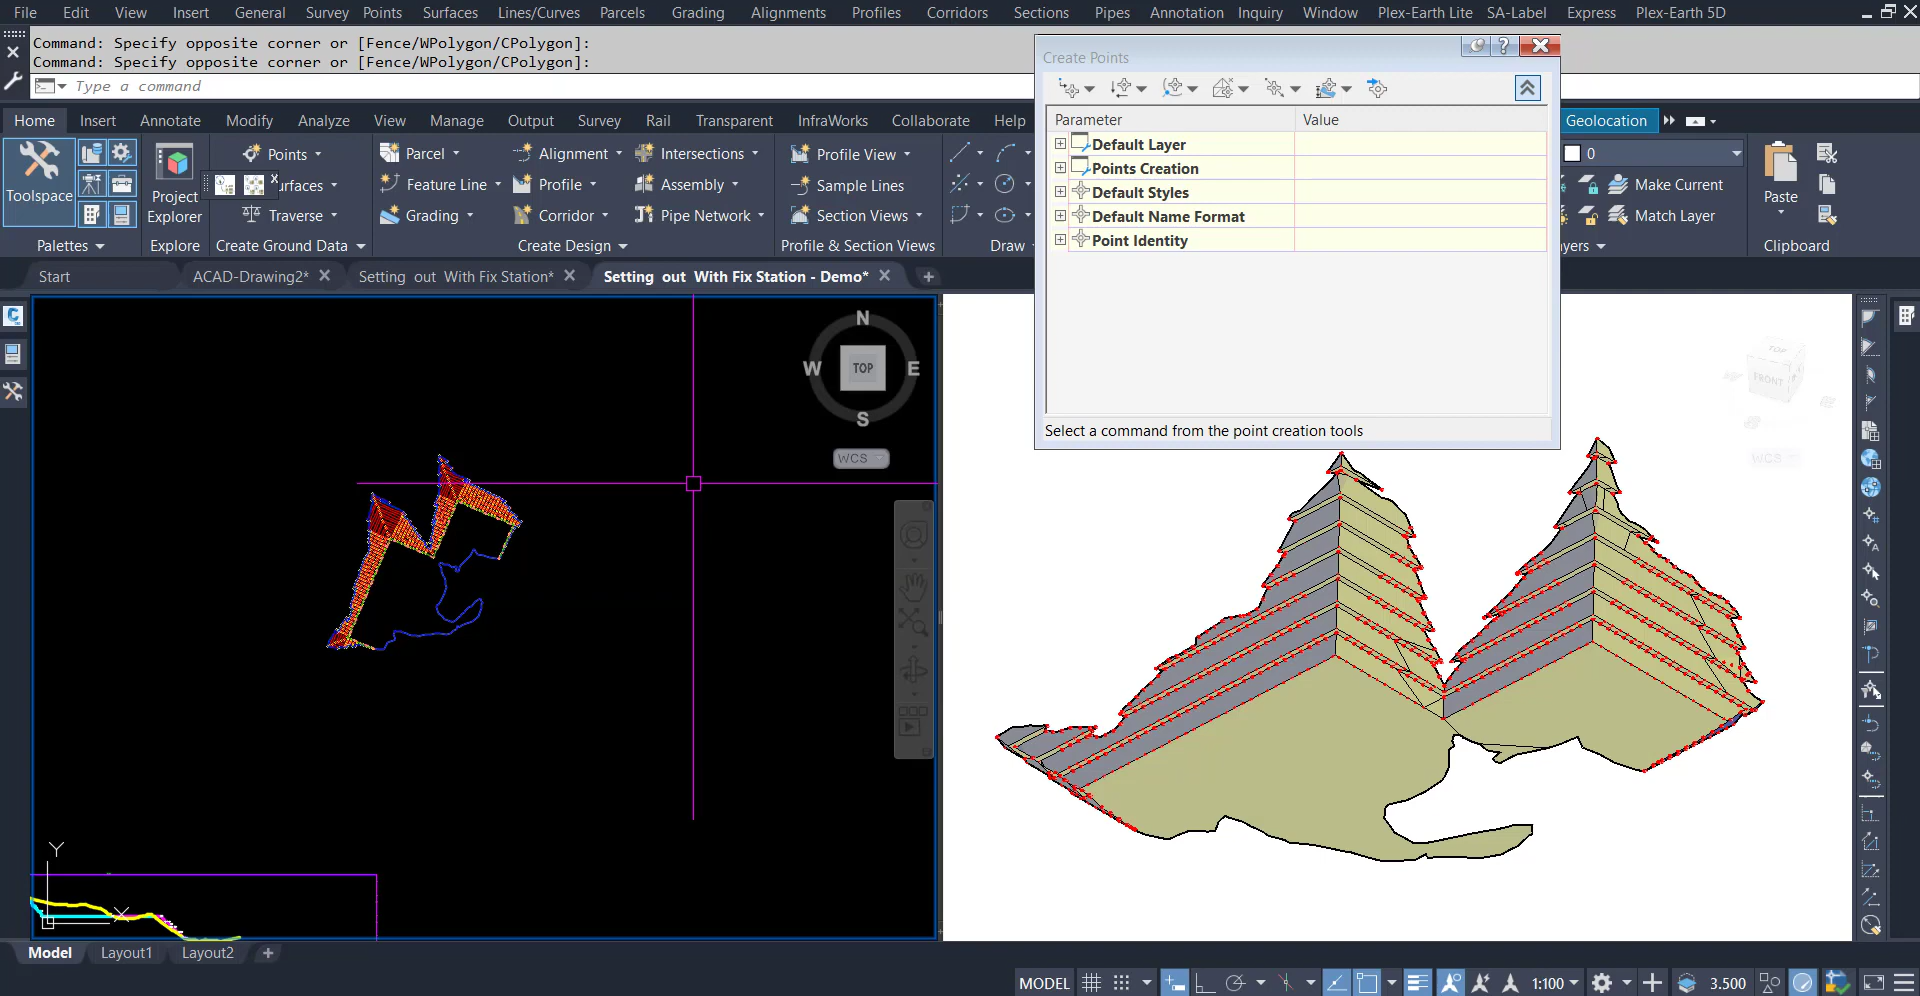 File Edit View Insert General Survey Points Surfaces Lines/Curves Parcels Grading Alignments Profiles Corridors Sections Pipes Annotation Inquiry Window Plex-Earth Lite SA-Label Express Plex-Earth 5D
Command: Specify opposite corner or [Fence/WPolygon/CPolygon]:
Command: Specify opposite corner or [Fence/WPolygon/CPolygon]:
Type a command
Home Insert Annotate Modify Analyze View Manage Output Survey Rail Transparent InfraWorks Collaborate Help Geolocation
Toolspace
Palettes
Project
Explorer
Explore
Points
urfaces
Traverse
Create Ground Data
Parcel
Feature Line
Grading
Alignment
Profile
Corridor
Intersections
Assembly
Pipe Network
Create Design
Profile View
Sample Lines
Section Views
Profile & Section Views
Draw
0
Make Current
Match Layer
yers
Paste
Clipboard
Start ACAD-Drawing2* Setting out With Fix Station* Setting out With Fix Station - Demo*
Create Points
Parameter Value
Default Layer
Points Creation
Default Styles
Default Name Format
Point Identity
Select a command from the point creation tools
N
W TOP E
S
WCS
TOP
FRONT
WCS
Y
X
Model Layout1 Layout2
MODEL 1:100 3.500